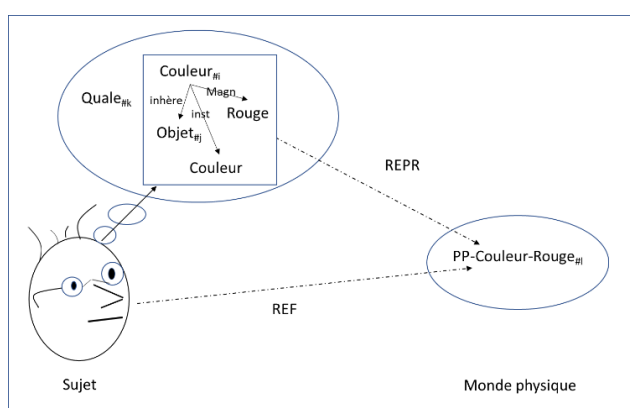 Couleur#i
Quale#k
inhère
Magn
inst
Rouge
Objet#j
Couleur
REPR
PP-Couleur-Rouge#l
REF
Sujet
Monde physique